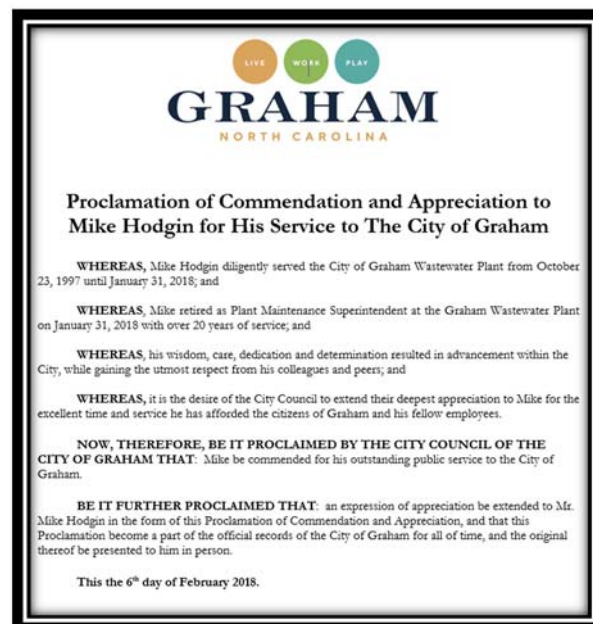 LIVE WORK PLAY
GRAHAM
NORTH CAROLINA
Proclamation of Commendation and Appreciation to
Mike Hodgin for His Service to The City of Graham
WHEREAS, Mike Hodgin diligently served the City of Graham Wastewater Plant from October
23, 1997 until January 31, 2018; and
WHEREAS, Mike retired as Plant Maintenance Superintendent at the Graham Wastewater Plant
on January 31, 2018 with over 20 years of service; and
WHEREAS, his wisdom, care, dedication and determination resulted in advancement within the
City, while gaining the utmost respect from his colleagues and peers; and
WHEREAS, it is the desire of the City Council to extend their deepest appreciation to Mike for the
excellent time and service he has afforded the citizens of Graham and his fellow employees.
NOW, THEREFORE, BE IT PROCLAIMED BY THE CITY COUNCIL OF THE
CITY OF GRAHAM THAT: Mike be commended for his outstanding public service to the City of
Graham.
BE IT FURTHER PROCLAIMED THAT: an expression of appreciation be extended to Mr.
Mike Hodgin in the form of this Proclamation of Commendation and Appreciation, and that this
Proclamation become a part of the official records of the City of Graham for all of time, and the original
thereof be presented to him in person.
This the 6th day of February 2018.